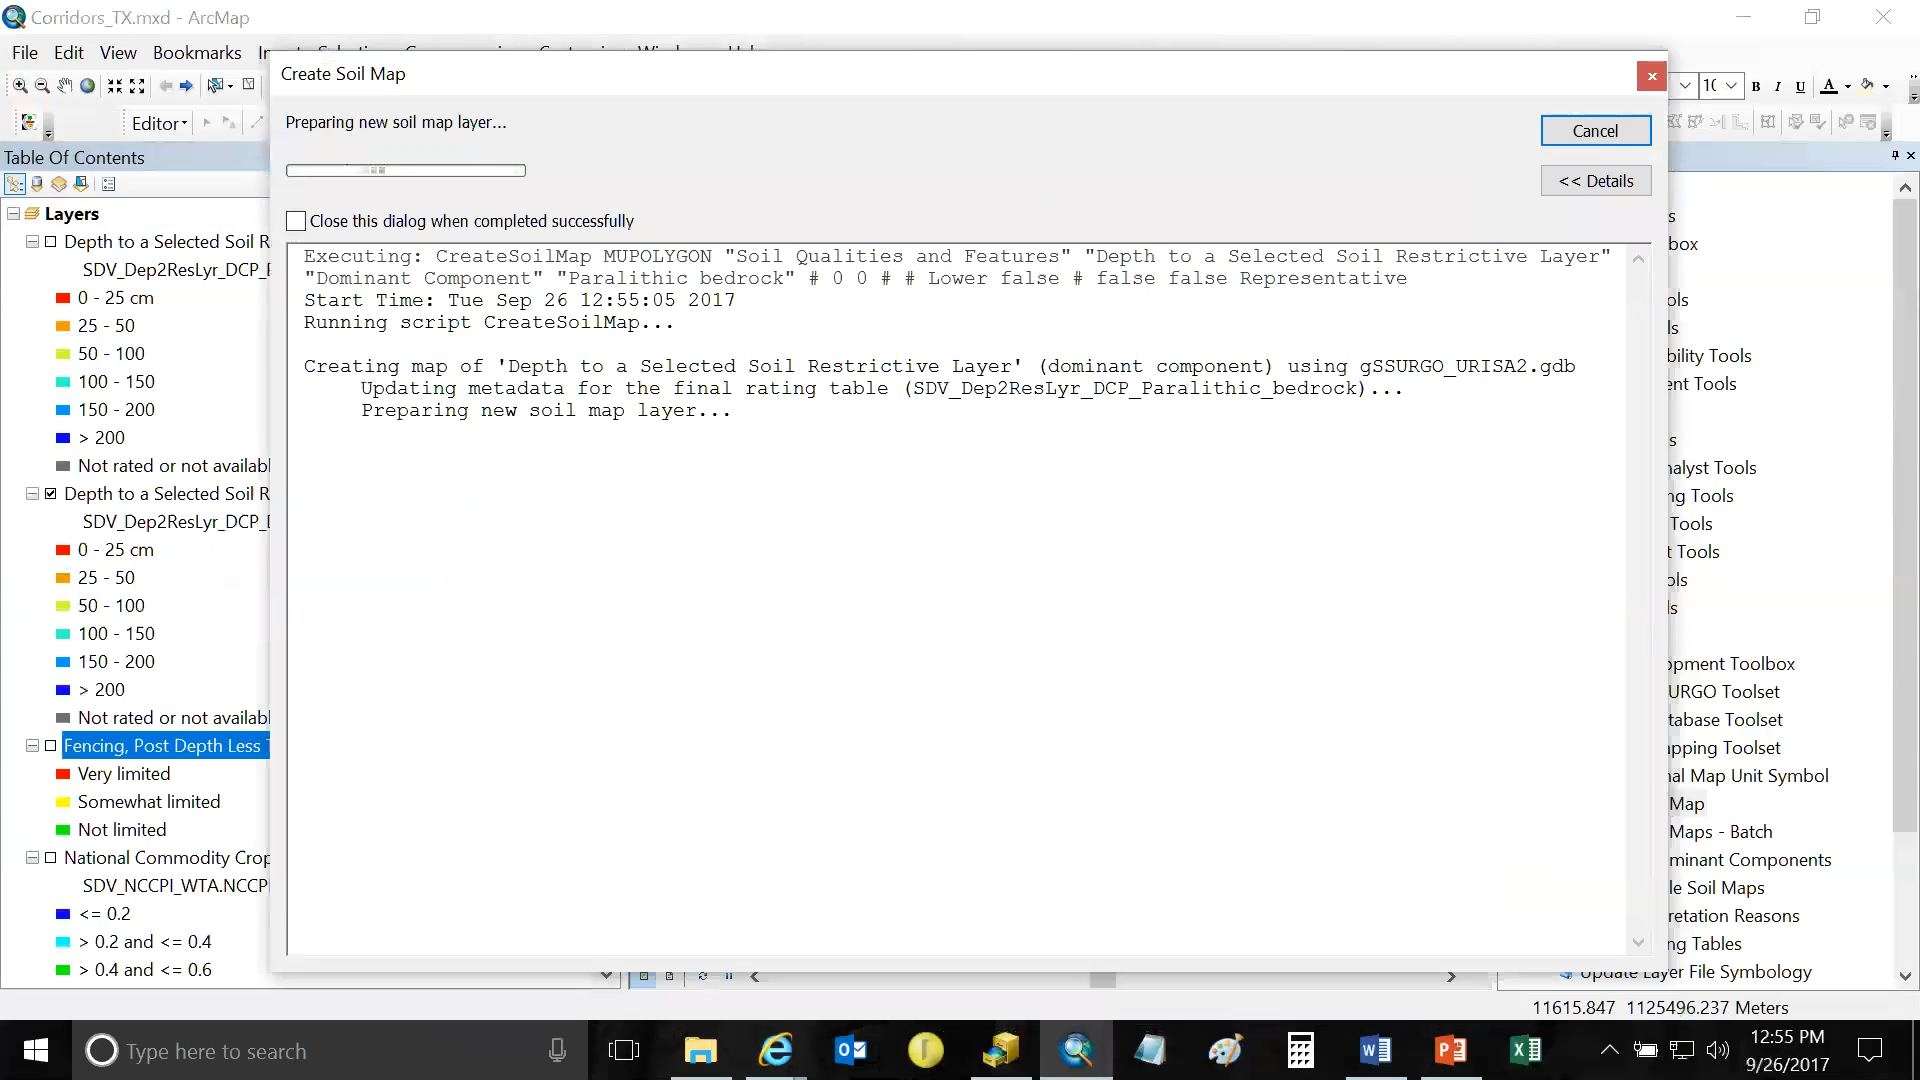 Corridors_TX.mxd - ArcMap
File Edit View Bookmarks
Create Soil Map
Preparing new soil map layer...
Cancel
<< Details
Close this dialog when completed successfully
Executing: CreateSoilMap MUPOLYGON "Soil Qualities and Features" "Depth to a Selected Soil Restrictive Layer"
"Dominant Component" "Paralithic bedrock" # 0 0 # # Lower false # false false Representative
Start Time: Tue Sep 26 12:55:05 2017
Running script CreateSoilMap...
Creating map of 'Depth to a Selected Soil Restrictive Layer' (dominant component) using gSSURGO_URISA2.gdb
Updating metadata for the final rating table (SDV_Dep2ResLyr_DCP_Paralithic_bedrock)...
Preparing new soil map layer...
Editor
B I U A
Table Of Contents
Layers
Depth to a Selected Soil R
SDV_Dep2ResLyr_DCP_
0 - 25 cm
25 - 50
50 - 100
100 - 150
150 - 200
> 200
Not rated or not availabl
Depth to a Selected Soil R
SDV_Dep2ResLyr_DCP_
0 - 25 cm
25 - 50
50 - 100
100 - 150
150 - 200
> 200
Not rated or not availabl
Fencing, Post Depth Less
Very limited
Somewhat limited
Not limited
National Commodity Crop
SDV_NCCPI_WTA.NCCP
<= 0.2
> 0.2 and <= 0.4
> 0.4 and <= 0.6
s
box
ols
ls
bility Tools
ent Tools
s
nalyst Tools
ng Tools
Tools
t Tools
ols
s
opment Toolbox
URGO Toolset
tabase Toolset
apping Toolset
nal Map Unit Symbol
Map
Maps - Batch
minant Components
le Soil Maps
retation Reasons
ng Tables
Update Layer File Symbology
11615.847 1125496.237 Meters
Type here to search
12:55 PM
9/26/2017